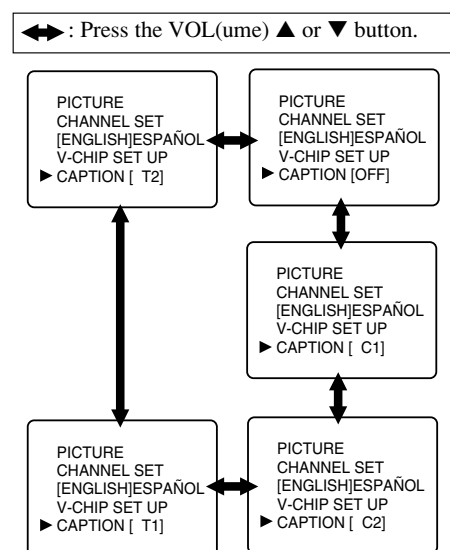 : Press the VOL(ume) ▲ or ▼ button.
PICTURE
CHANNEL SET
[ENGLISH]ESPAÑOL
V-CHIP SET UP
▶ CAPTION [ T2]
PICTURE
CHANNEL SET
[ENGLISH]ESPAÑOL
V-CHIP SET UP
▶ CAPTION [OFF]
PICTURE
CHANNEL SET
[ENGLISH]ESPAÑOL
V-CHIP SET UP
▶ CAPTION [ C1]
PICTURE
CHANNEL SET
[ENGLISH]ESPAÑOL
V-CHIP SET UP
▶ CAPTION [ T1]
PICTURE
CHANNEL SET
[ENGLISH]ESPAÑOL
V-CHIP SET UP
▶ CAPTION [ C2]